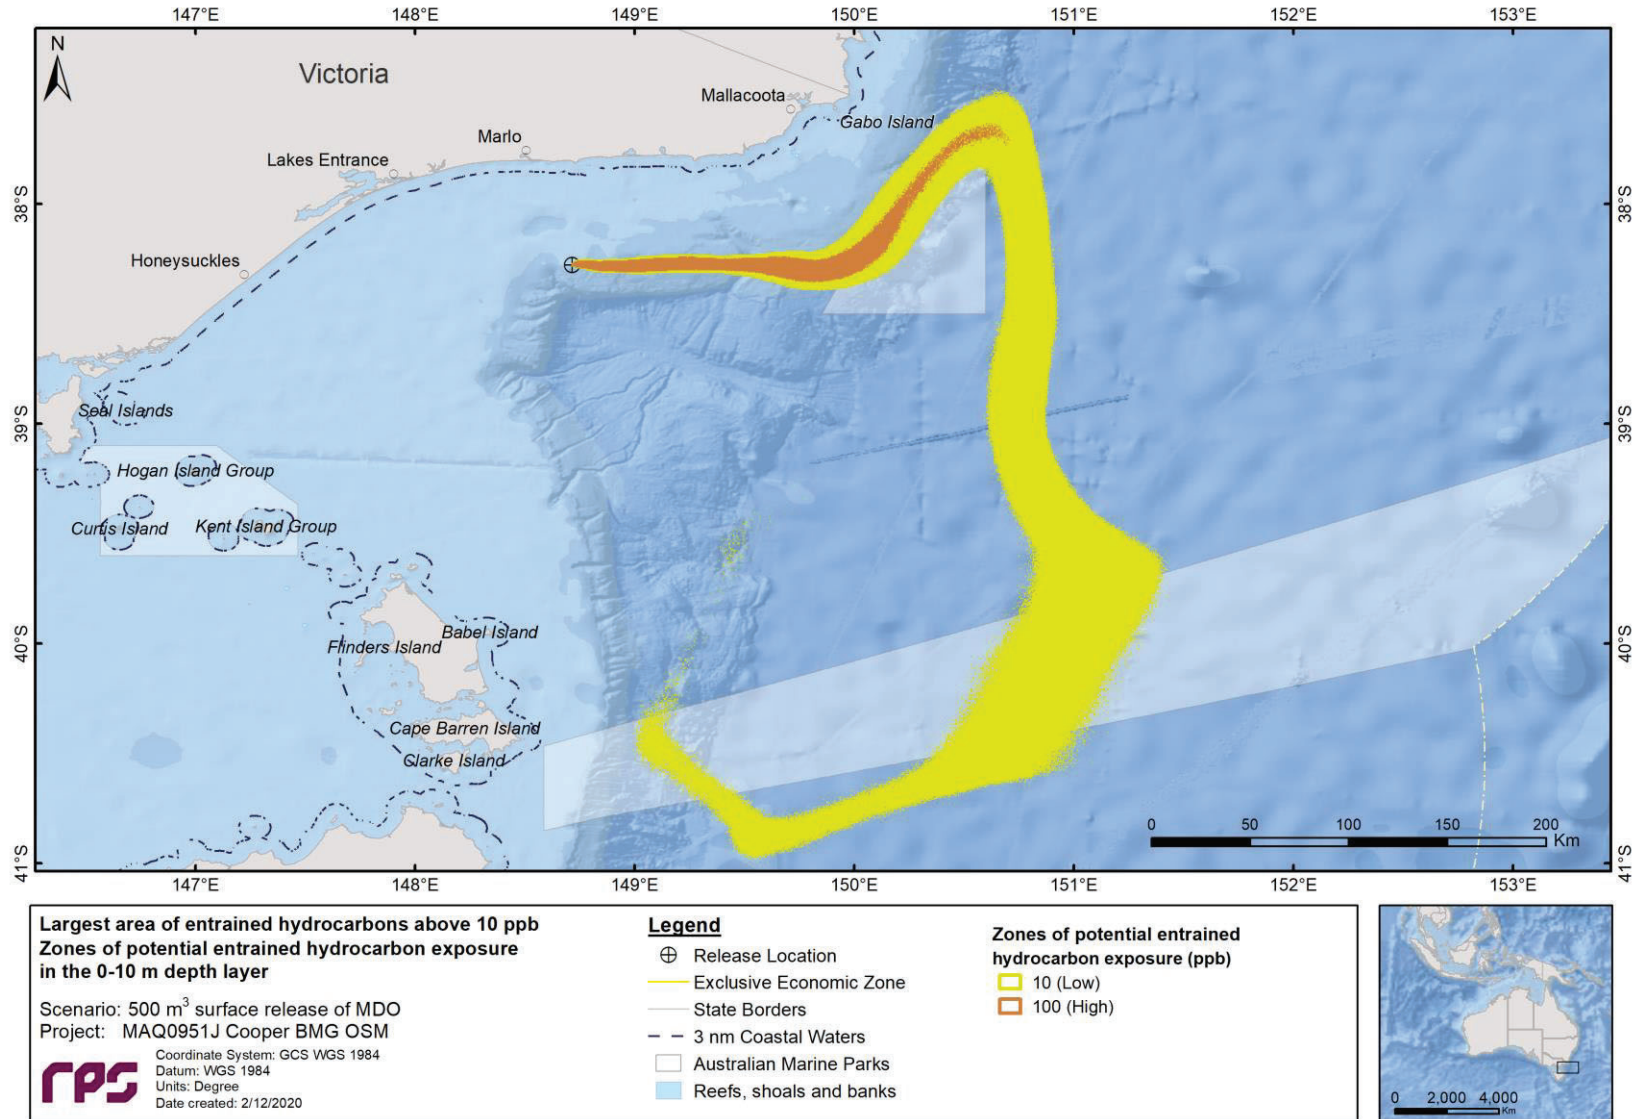 147°E 148°E 149°E 150°E 151°E 152°E 153°E
N
Victoria
Mallacoota
Gabo Island
Marlo
Lakes Entrance
38°S 38°S
Honeysuckles
Seal Islands
39°S 39°S
Hogan Island Group
Curtis Island
Kent Island Group
Babel Island
Flinders Island
40°S 40°S
Cape Barren Island
Clarke Island
0 50 100 150 200
Km
41°S 41°S
147°E 148°E 149°E 150°E 151°E 152°E 153°E
Largest area of entrained hydrocarbons above 10 ppb
Zones of potential entrained hydrocarbon exposure
in the 0-10 m depth layer
Scenario: 500 m³ surface release of MDO
Project: MAQ0951J Cooper BMG OSM
rps
Coordinate System: GCS WGS 1984
Datum: WGS 1984
Units: Degree
Date created: 2/12/2020
Legend
Release Location
Exclusive Economic Zone
State Borders
3 nm Coastal Waters
Australian Marine Parks
Reefs, shoals and banks
Zones of potential entrained
hydrocarbon exposure (ppb)
10 (Low)
100 (High)
0 2,000 4,000
Km